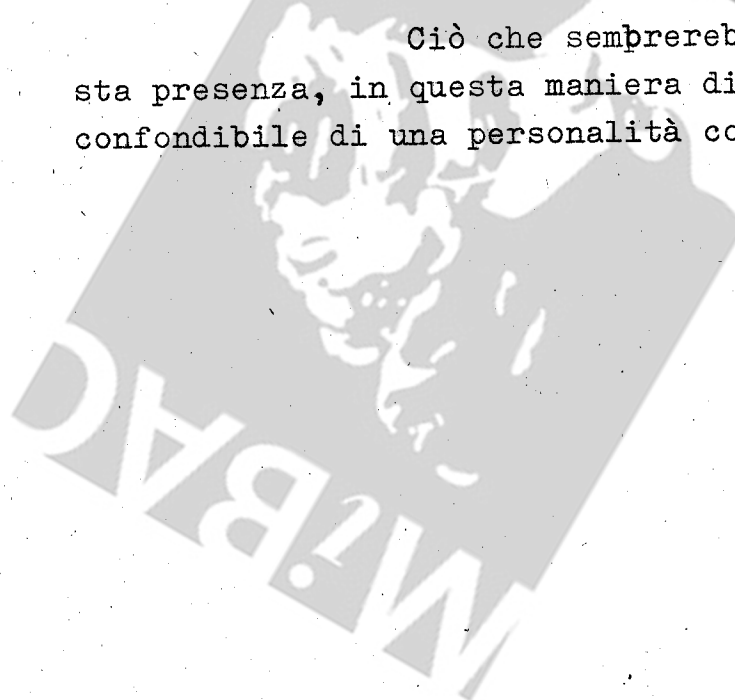 Ciò che sembrereb
sta presenza, in questa maniera di
confondibile di una personalità co
MiBAC